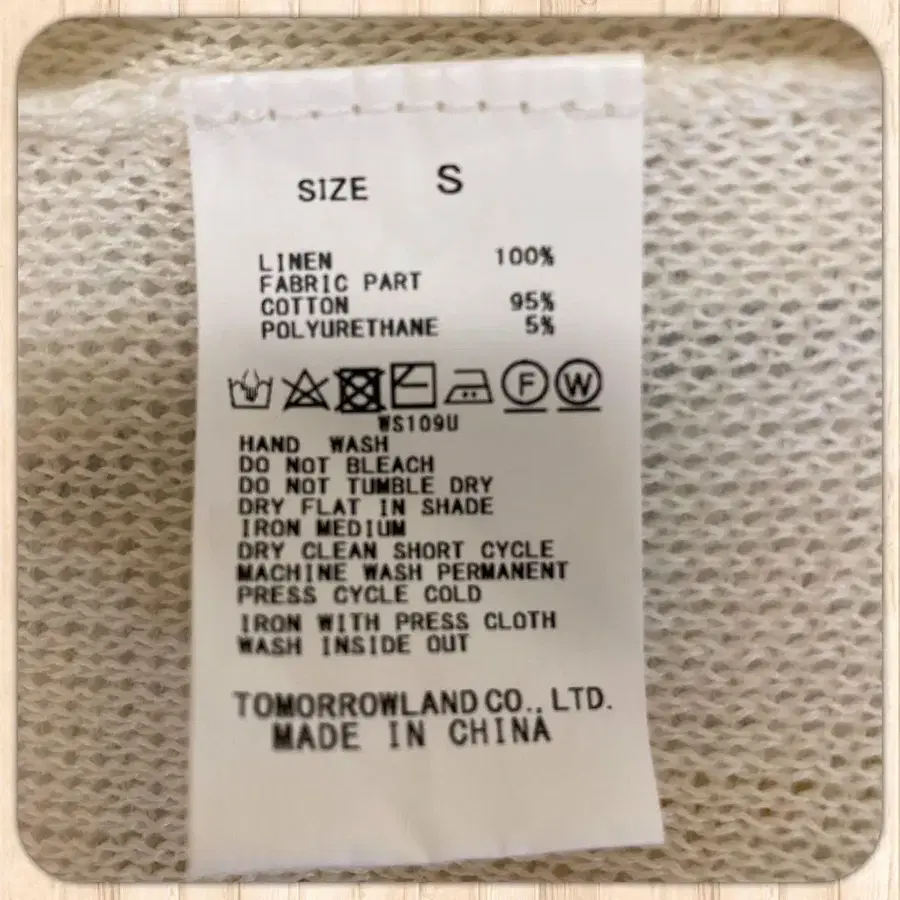 SIZE S
LINEN 100%
FABRIC PART
COTTON 95%
POLYURETHANE 5%
F W
WS109U
HAND WASH
DO NOT BLEACH
DO NOT TUMBLE DRY
DRY FLAT IN SHADE
IRON MEDIUM
DRY CLEAN SHORT CYCLE
MACHINE WASH PERMANENT
PRESS CYCLE COLD
IRON WITH PRESS CLOTH
WASH INSIDE OUT
TOMORROWLAND CO., LTD.
MADE IN CHINA